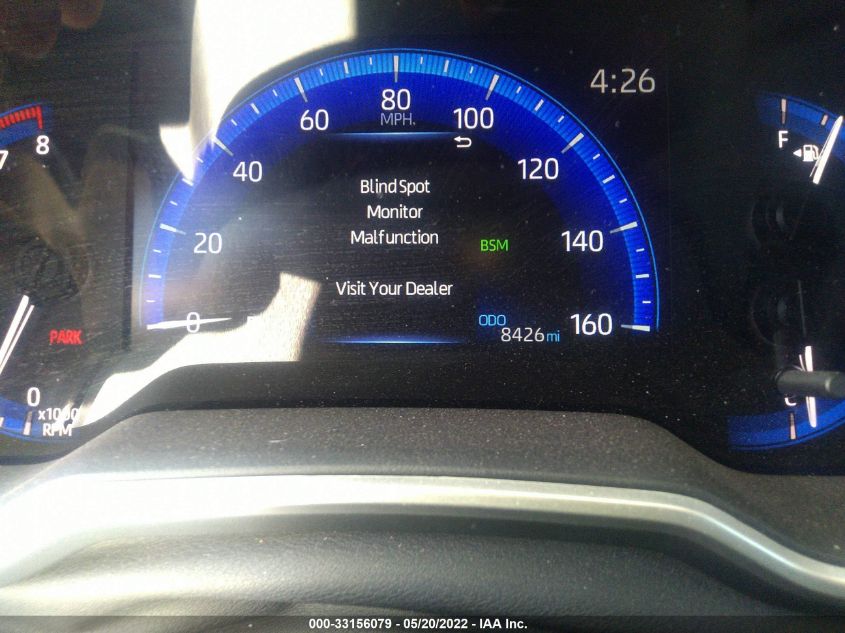 4:26
80
MPH
60
100
40
120
20
140
0
160
Blind Spot
Monitor
Malfunction
BSM
Visit Your Dealer
ODO
8426 mi
7
8
PARK
0
x1000
RPM
F
C
000-33156079 - 05/20/2022 - IAA Inc.